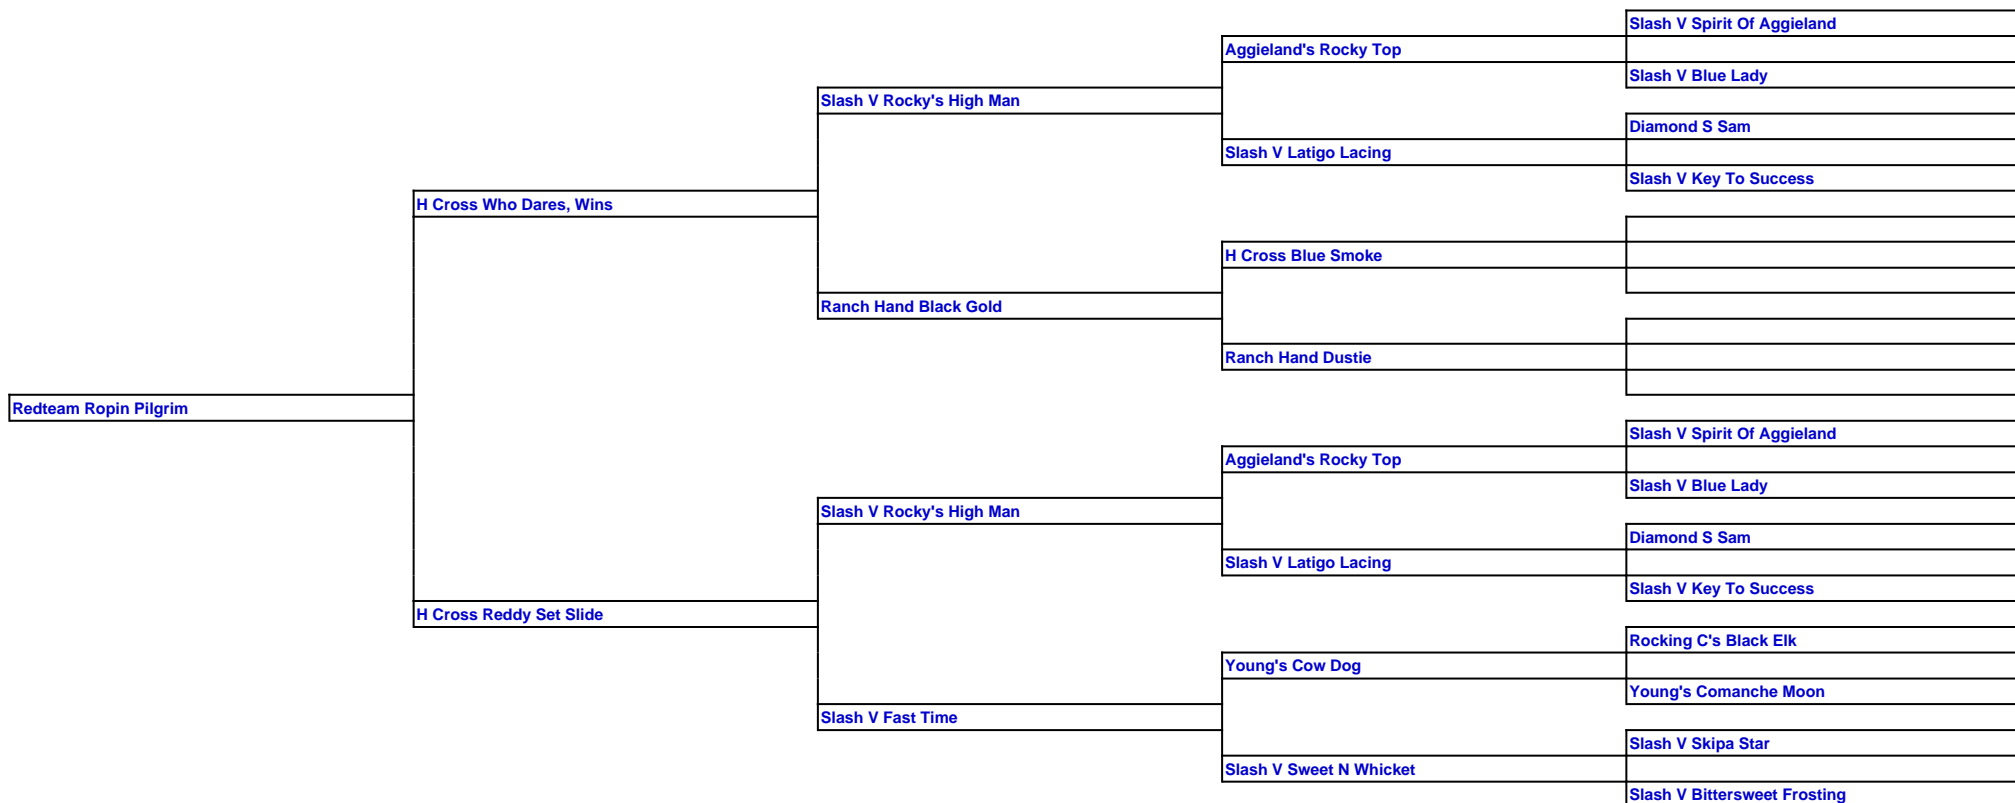 Slash V Spirit Of Aggieland
Aggieland's Rocky Top
Slash V Blue Lady
Slash V Rocky's High Man
Diamond S Sam
Slash V Latigo Lacing
Slash V Key To Success
H Cross Who Dares, Wins
H Cross Blue Smoke
Ranch Hand Black Gold
Ranch Hand Dustie
Redteam Ropin Pilgrim
Slash V Spirit Of Aggieland
Aggieland's Rocky Top
Slash V Blue Lady
Slash V Rocky's High Man
Diamond S Sam
Slash V Latigo Lacing
Slash V Key To Success
H Cross Reddy Set Slide
Rocking C's Black Elk
Young's Cow Dog
Young's Comanche Moon
Slash V Fast Time
Slash V Skipa Star
Slash V Sweet N Whicket
Slash V Bittersweet Frosting